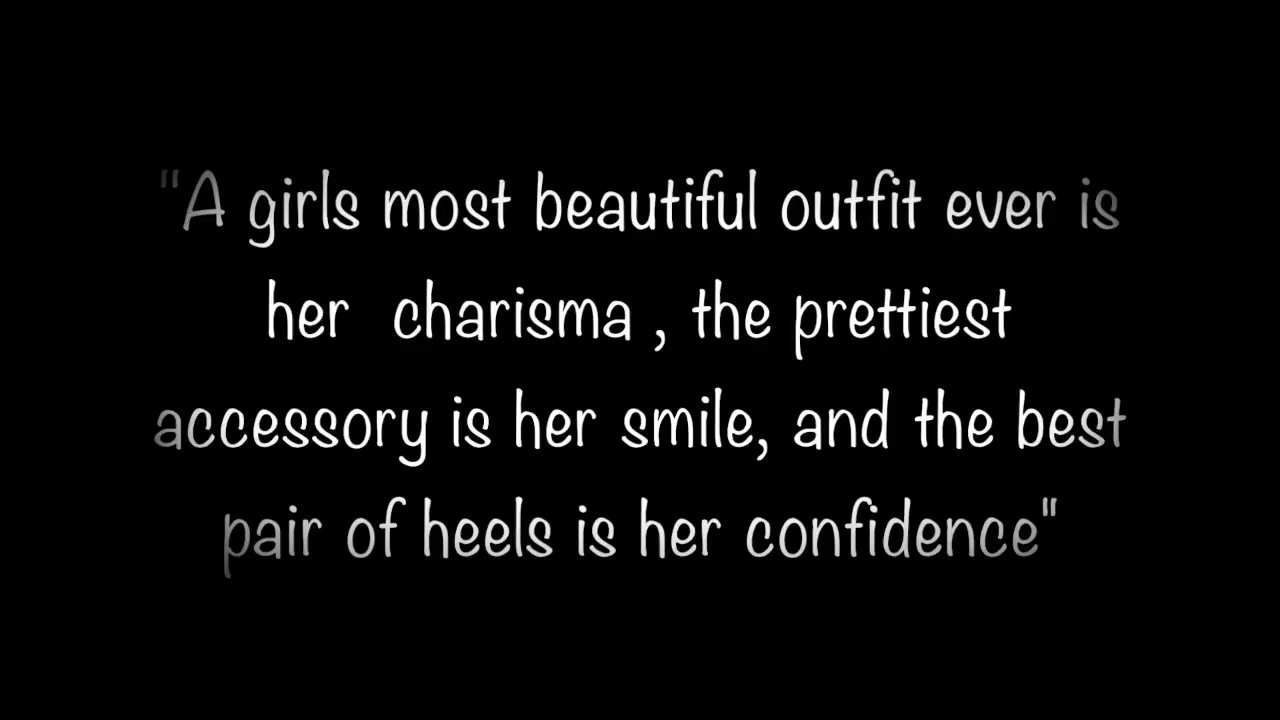 "A girls most beautiful outfit ever is
her  charisma , the prettiest
accessory is her smile, and the best
pair of heels is her confidence"